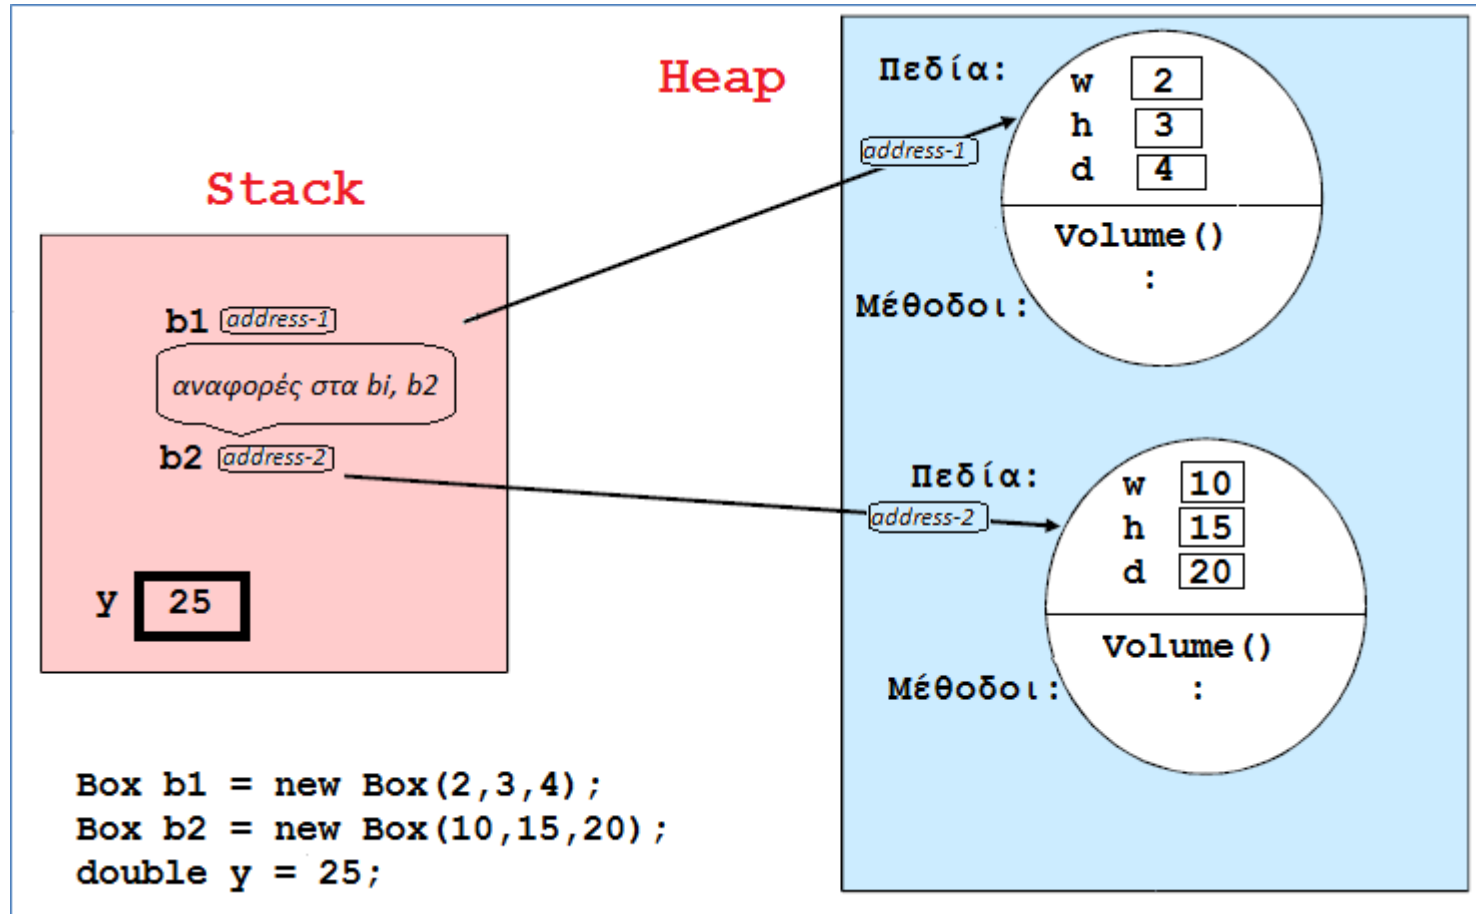 Heap
Stack
b1 address-1
αναφορές στα bi, b2
b2 address-2
y 25
Πεδία:
w 2
h 3
d 4
address-1
Volume()
:
Μέθοδοι:
Πεδία:
w 10
h 15
d 20
address-2
Volume()
:
Μέθοδοι:
Box b1 = new Box(2,3,4);
Box b2 = new Box(10,15,20);
double y = 25;